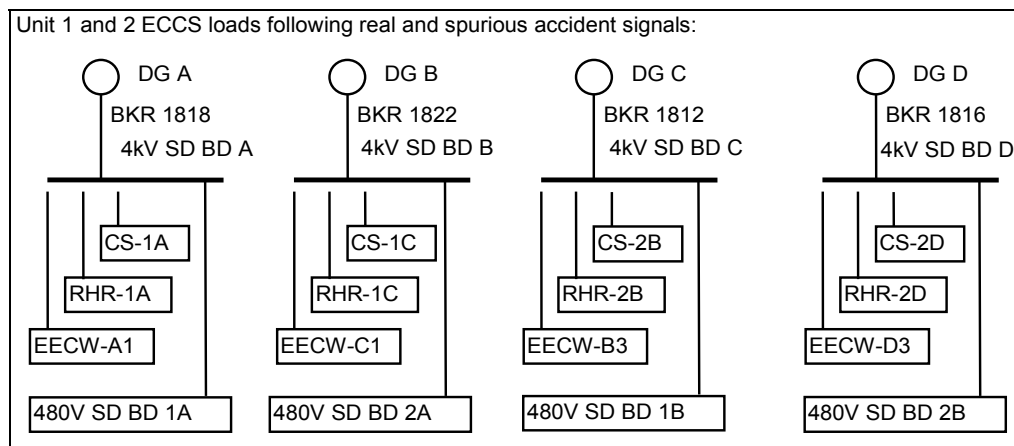 Unit 1 and 2 ECCS loads following real and spurious accident signals:
DG A
BKR 1818
4kV SD BD A
CS-1A
RHR-1A
EECW-A1
480V SD BD 1A
DG B
BKR 1822
4kV SD BD B
CS-1C
RHR-1C
EECW-C1
480V SD BD 2A
DG C
BKR 1812
4kV SD BD C
CS-2B
RHR-2B
EECW-B3
480V SD BD 1B
DG D
BKR 1816
4kV SD BD D
CS-2D
RHR-2D
EECW-D3
480V SD BD 2B